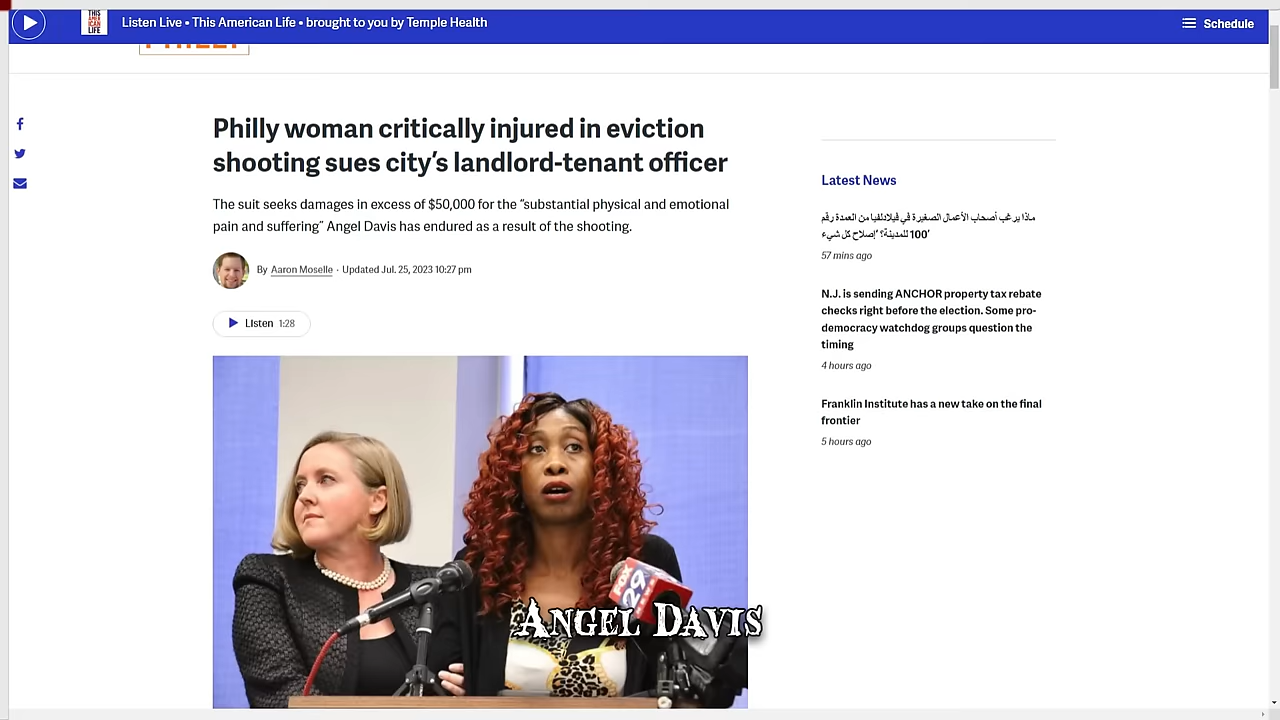 THIS
AMER
ICAN
LIFE
Listen Live • This American Life • brought to you by Temple Health
Schedule
Philly woman critically injured in eviction
shooting sues city’s landlord-tenant officer
The suit seeks damages in excess of $50,000 for the “substantial physical and emotional
pain and suffering” Angel Davis has endured as a result of the shooting.
By Aaron Moselle · Updated Jul. 25, 2023 10:27 pm
Listen 1:28
FOX
29
Angel Davis
Latest News
ماذا يرغب أصحاب الأعمال الصغيرة في فيلادلفيا من العمدة رقم
100 للمدينة؟ ‘إصلاح كل شيء’
57 mins ago
N.J. is sending ANCHOR property tax rebate
checks right before the election. Some pro-
democracy watchdog groups question the
timing
4 hours ago
Franklin Institute has a new take on the final
frontier
5 hours ago